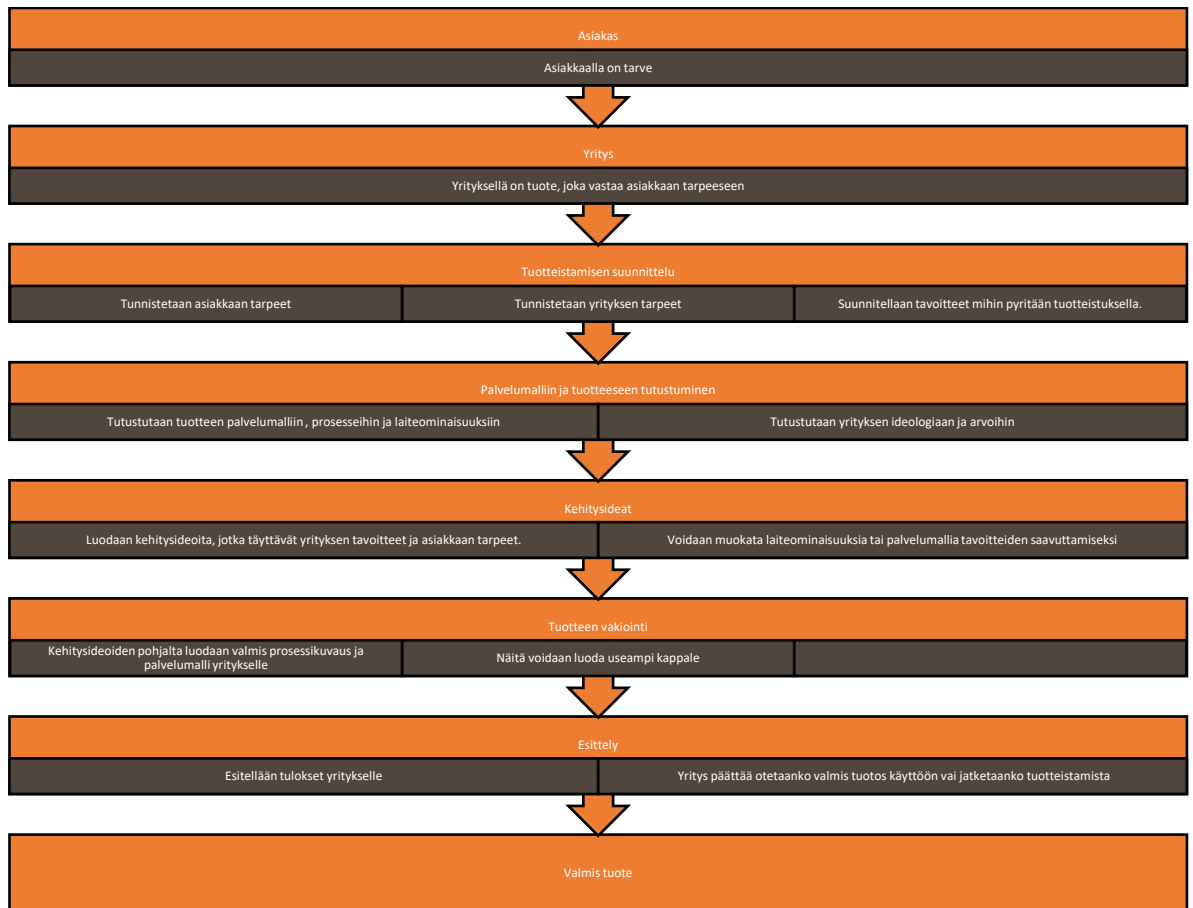 Asiakas
Asiakkaalla on tarve
Yritys
Yrityksellä on tuote, joka vastaa asiakkaan tarpeeseen
Tuotteistamisen suunnittelu
Tunnistetaan asiakkaan tarpeet
Tunnistetaan yrityksen tarpeet
Suunnitellaan tavoitteet mihin pyritään tuotteistuksella.
Palvelumalliin ja tuotteeseen tutustuminen
Tutustutaan tuotteen palvelumalliin , prosesseihin ja laiteominaisuuksiin
Tutustutaan yrityksen ideologiaan ja arvoihin
Kehitysideat
Luodaan kehitysideoita, jotka täyttävät yrityksen tavoitteet ja asiakkaan tarpeet.
Voidaan muokata laiteominaisuuksia tai palvelumallia tavoitteiden saavuttamiseksi
Tuotteen vakiointi
Kehitysideoiden pohjalta luodaan valmis prosessikuvaus ja
palvelumalli yritykselle
Näitä voidaan luoda useampi kappale
Esittely
Esitellään tulokset yritykselle
Yritys päättää otetaanko valmis tuotos käyttöön vai jatketaanko tuotteistamista
Valmis tuote